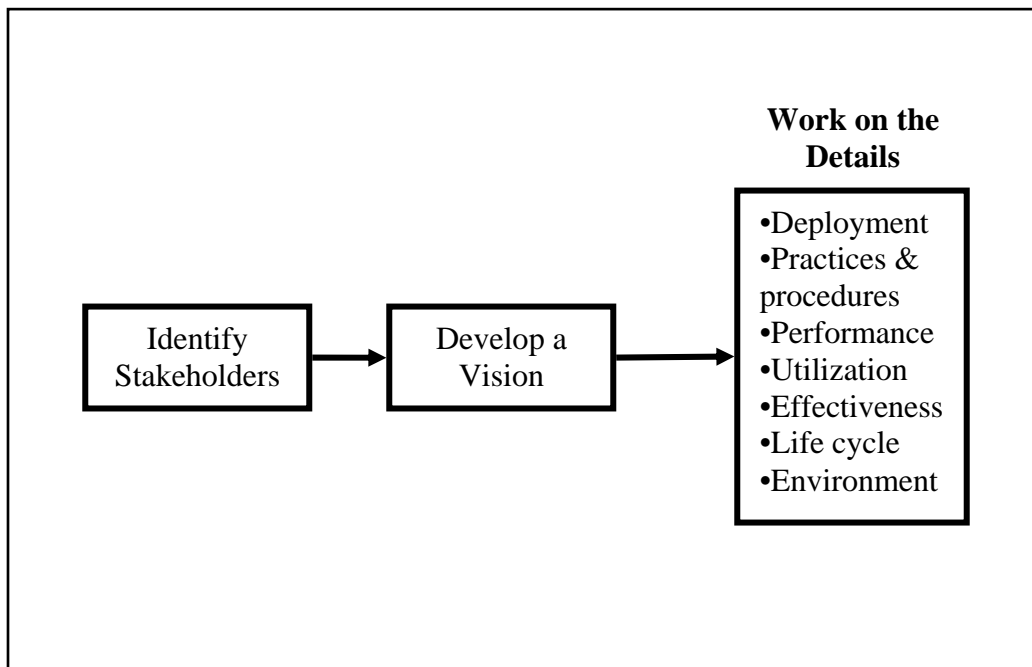 Identify
Stakeholders
Develop a
Vision
Work on the
Details
•Deployment
•Practices &
procedures
•Performance
•Utilization
•Effectiveness
•Life cycle
•Environment